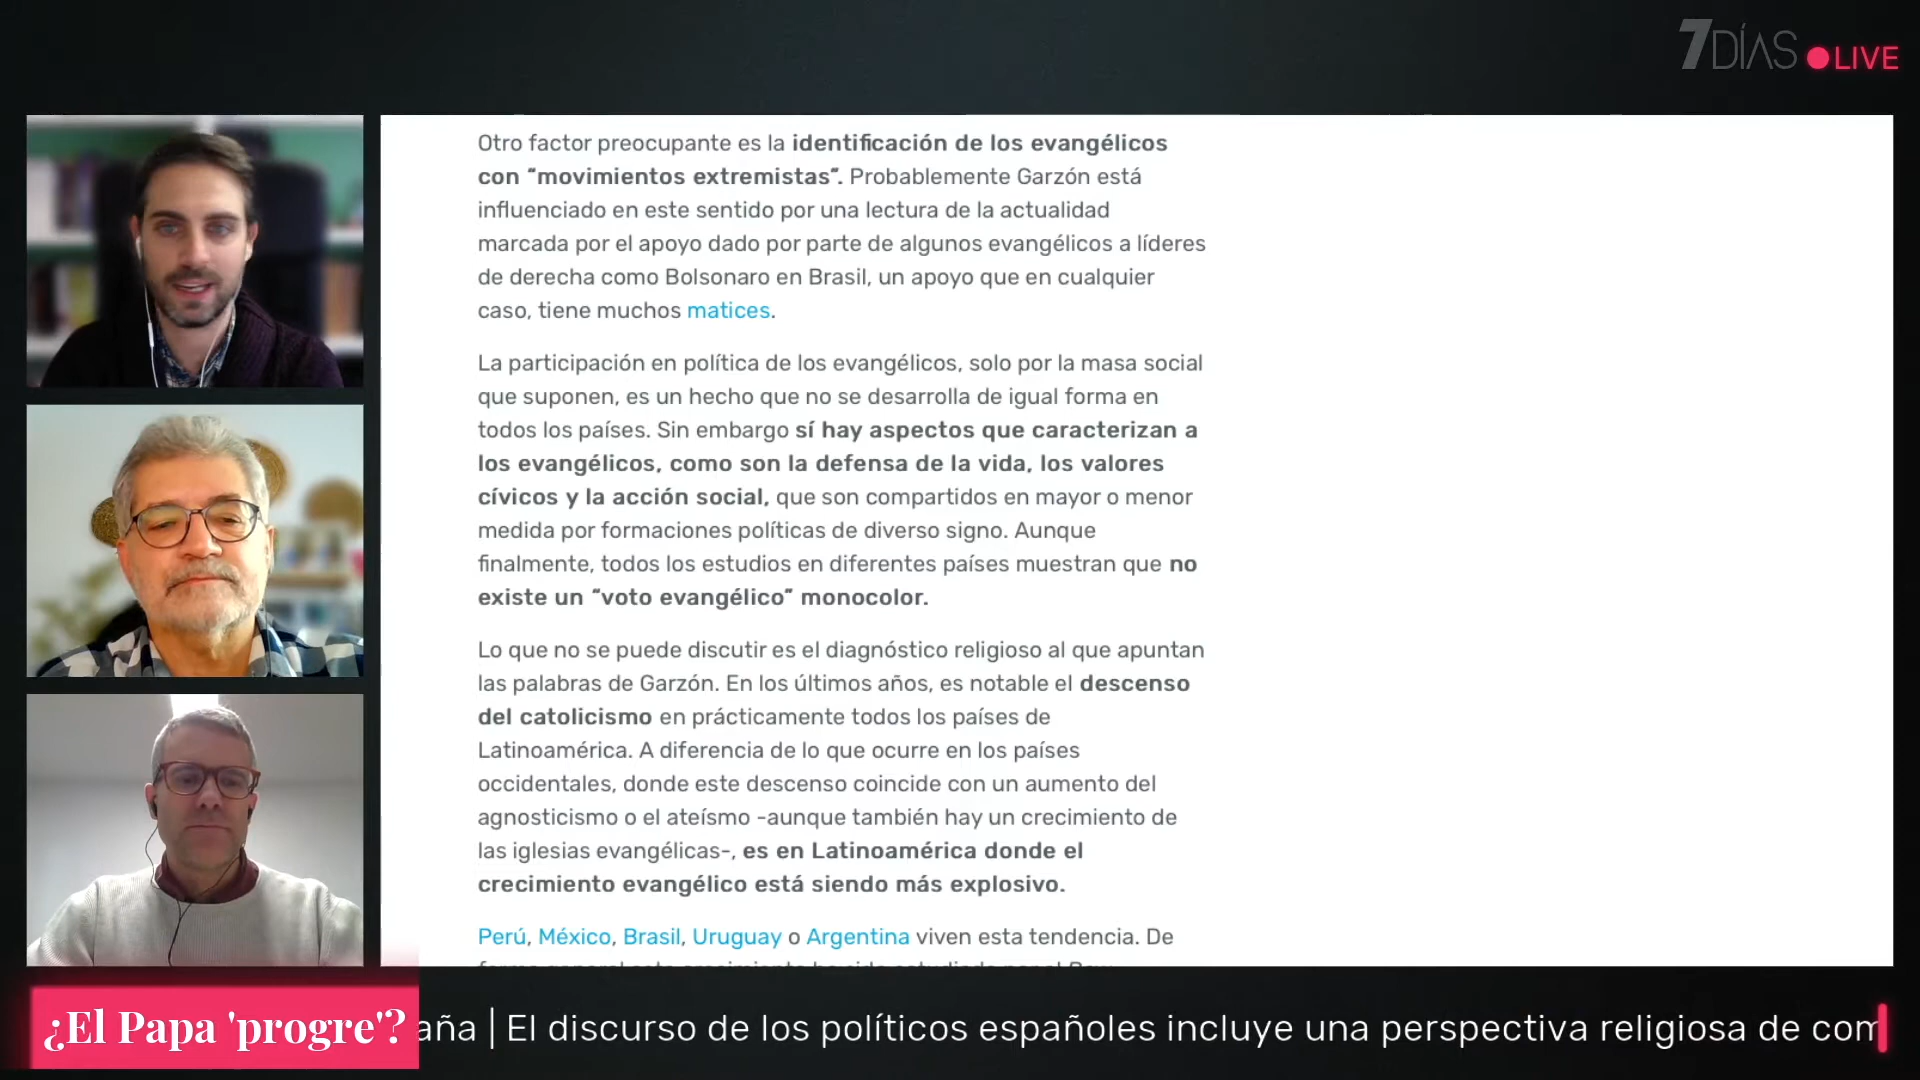 7DÍAS LIVE
Otro factor preocupante es la identificación de los evangélicos
con “movimientos extremistas“. Probablemente Garzón está
influenciado en este sentido por una lectura de la actualidad
marcada por el apoyo dado por parte de algunos evangélicos a líderes
de derecha como Bolsonaro en Brasil, un apoyo que en cualquier
caso, tiene muchos matices.
La participación en política de los evangélicos, solo por la masa social
que suponen, es un hecho que no se desarrolla de igual forma en
todos los países. Sin embargo sí hay aspectos que caracterizan a
los evangélicos, como son la defensa de la vida, los valores
cívicos y la acción social, que son compartidos en mayor o menor
medida por formaciones políticas de diverso signo. Aunque
finalmente, todos los estudios en diferentes países muestran que no
existe un “voto evangélico” monocolor.
Lo que no se puede discutir es el diagnóstico religioso al que apuntan
las palabras de Garzón. En los últimos años, es notable el descenso
del catolicismo en prácticamente todos los países de
Latinoamérica. A diferencia de lo que ocurre en los países
occidentales, donde este descenso coincide con un aumento del
agnosticismo o el ateísmo -aunque también hay un crecimiento de
las iglesias evangélicas-, es en Latinoamérica donde el
crecimiento evangélico está siendo más explosivo.
Perú, México, Brasil, Uruguay o Argentina viven esta tendencia. De
¿El Papa 'progre'?
aña | El discurso de los políticos españoles incluye una perspectiva religiosa de com